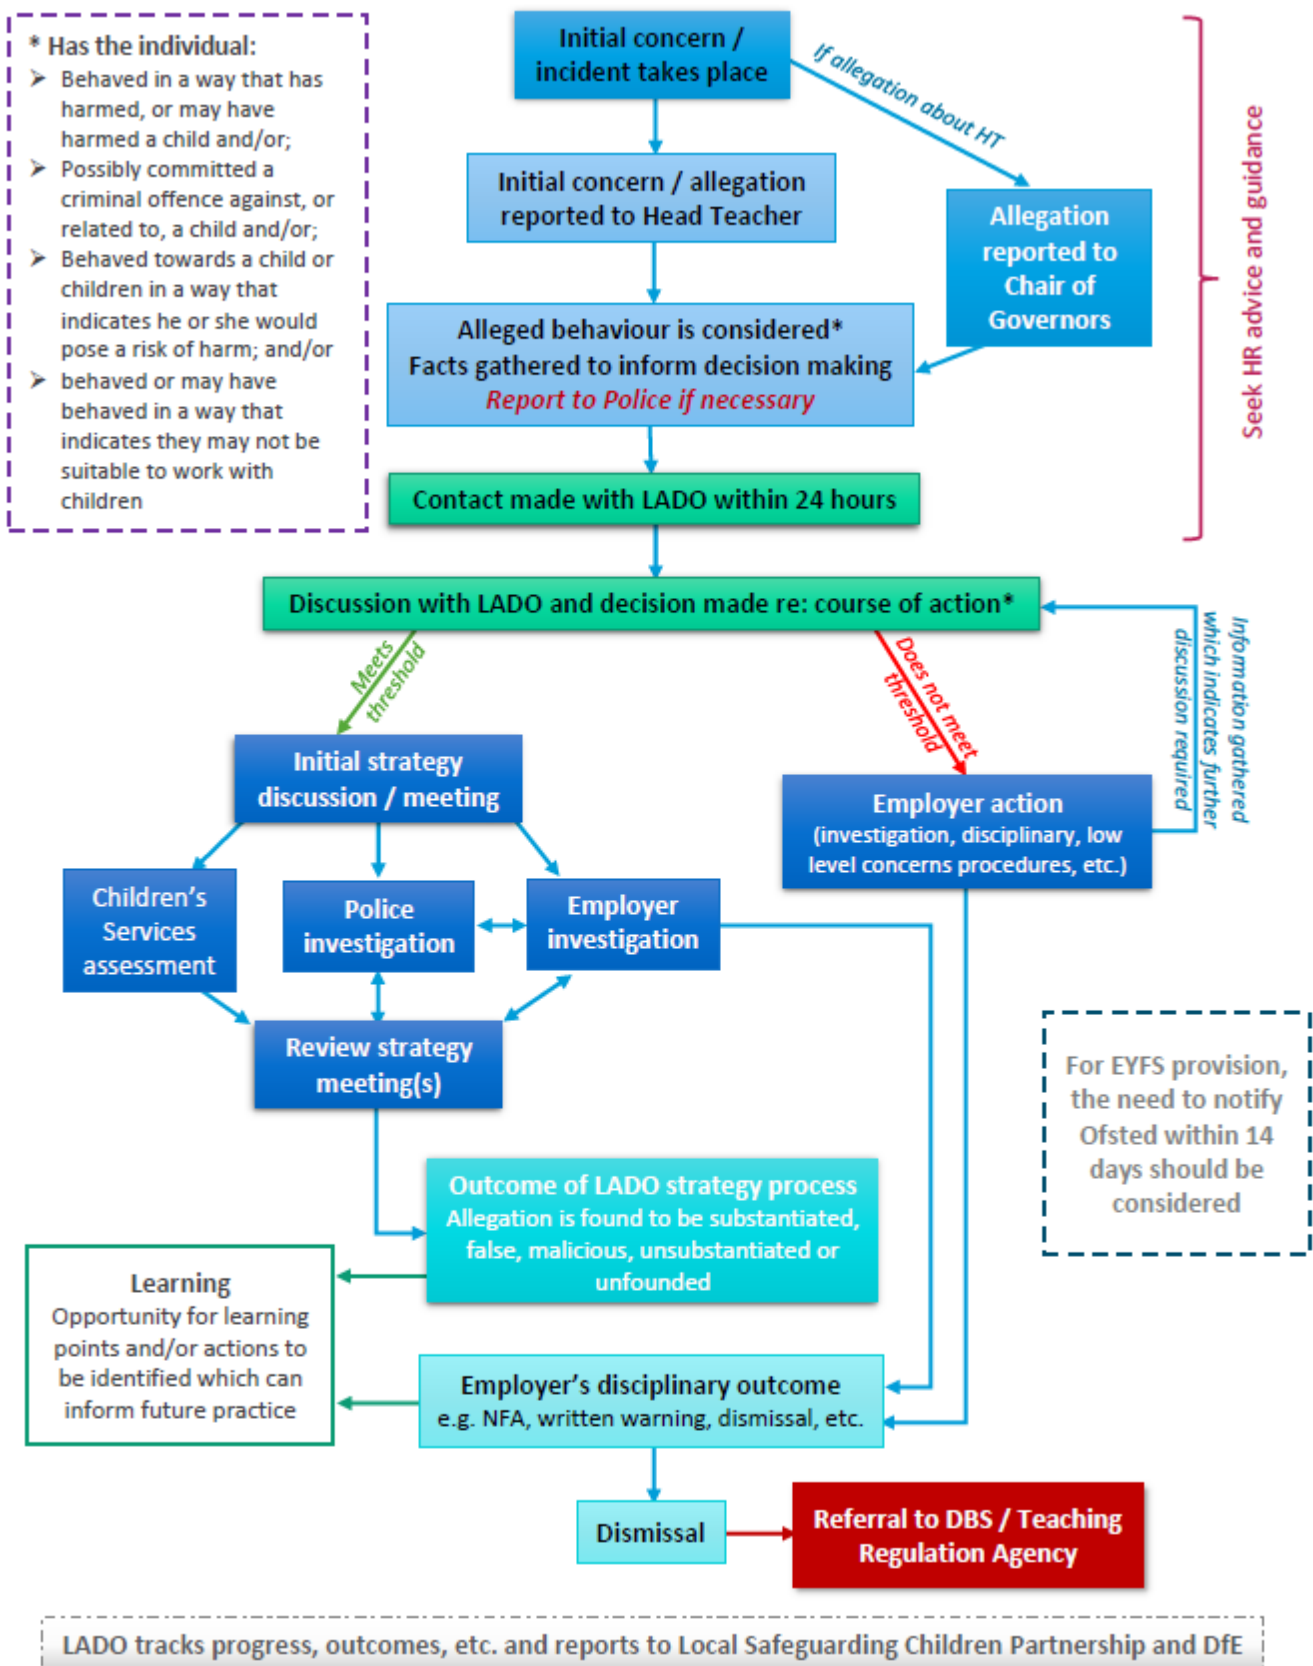 * Has the individual:
➢ Behaved in a way that has
harmed, or may have
harmed a child and/or;
➢ Possibly committed a
criminal offence against, or
related to, a child and/or;
➢ Behaved towards a child or
children in a way that
indicates he or she would
pose a risk of harm; and/or
➢ behaved or may have
behaved in a way that
indicates they may not be
suitable to work with
children
Initial concern /
incident takes place
If allegation about HT
Initial concern / allegation
reported to Head Teacher
Allegation
reported to
Chair of
Governors
Seek HR advice and guidance
Alleged behaviour is considered*
Facts gathered to inform decision making
Report to Police if necessary
Contact made with LADO within 24 hours
Discussion with LADO and decision made re: course of action*
Meets
threshold
Does not meet
threshold
Information gathered
which indicates further
discussion required
Initial strategy
discussion / meeting
Employer action
(investigation, disciplinary, low
level concerns procedures, etc.)
Children's
Services
assessment
Police
investigation
Employer
investigation
Review strategy
meeting(s)
For EYFS provision,
the need to notify
Ofsted within 14
days should be
considered
Outcome of LADO strategy process
Allegation is found to be substantiated,
false, malicious, unsubstantiated or
unfounded
Learning
Opportunity for learning
points and/or actions to
be identified which can
inform future practice
Employer's disciplinary outcome
e.g. NFA, written warning, dismissal, etc.
Dismissal
Referral to DBS / Teaching
Regulation Agency
LADO tracks progress, outcomes, etc. and reports to Local Safeguarding Children Partnership and DfE